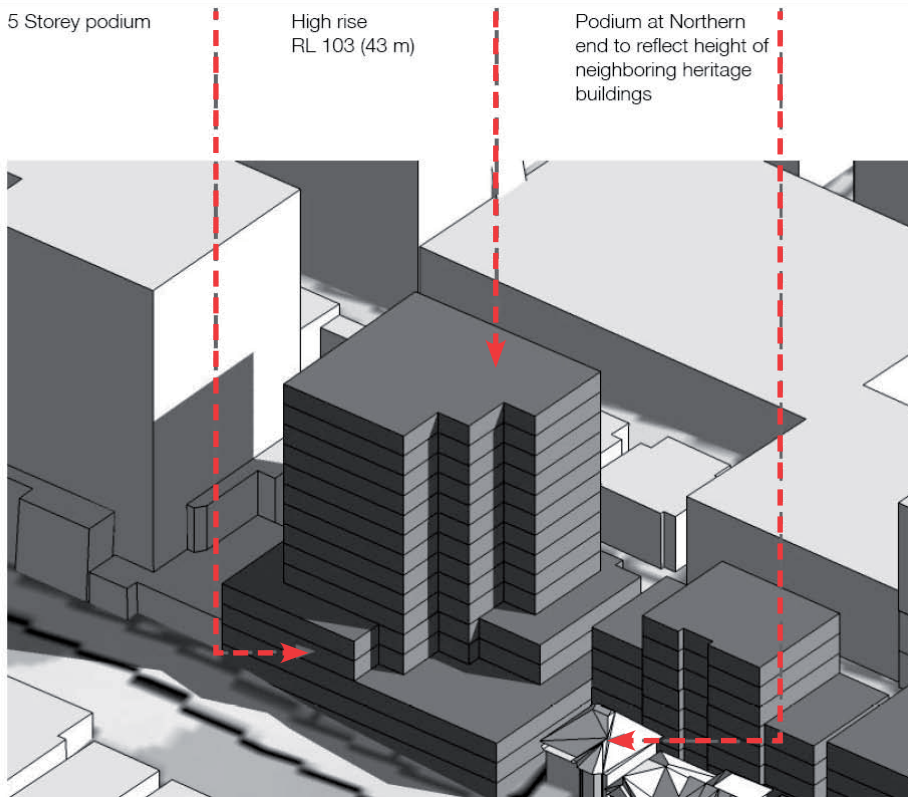 5 Storey podium
High rise
RL 103 (43 m)
Podium at Northern
end to reflect height of
neighboring heritage
buildings